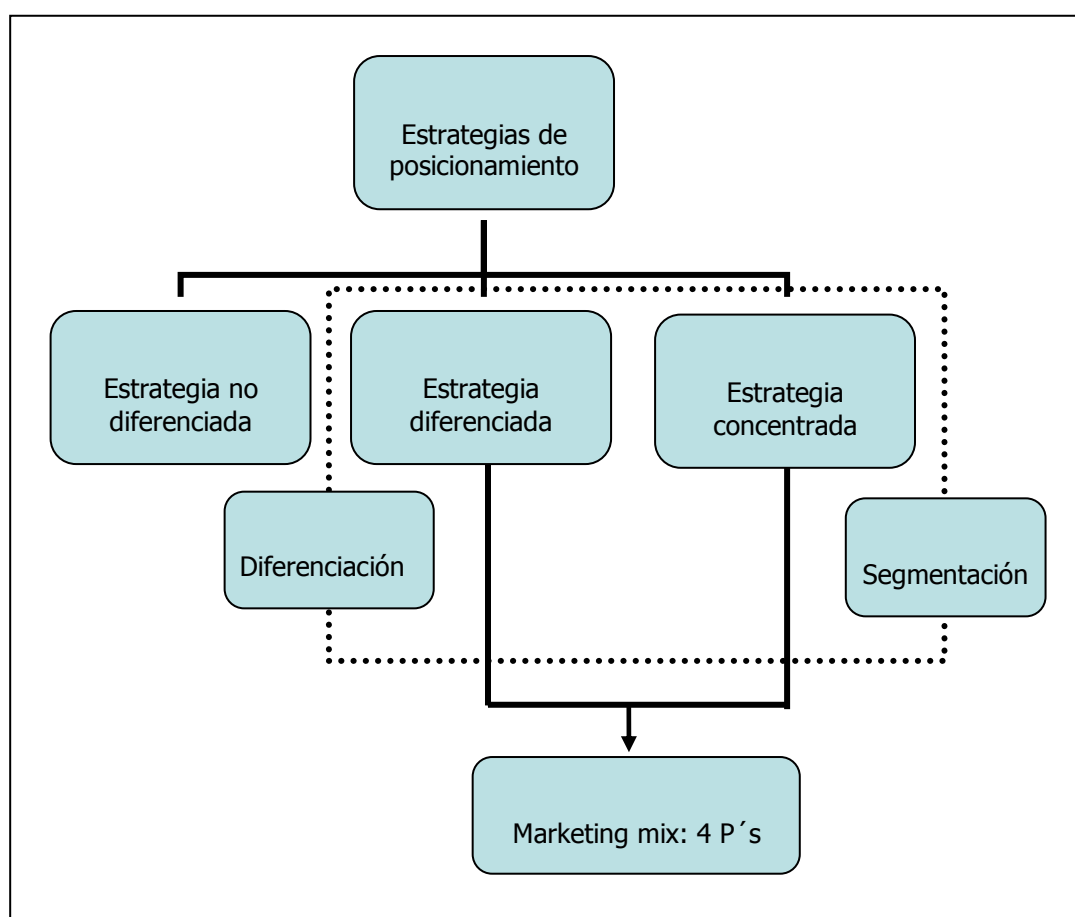 Estrategias de
posicionamiento
Estrategia no
diferenciada
Estrategia
diferenciada
Estrategia
concentrada
Diferenciación
Segmentación
Marketing mix: 4 P´s